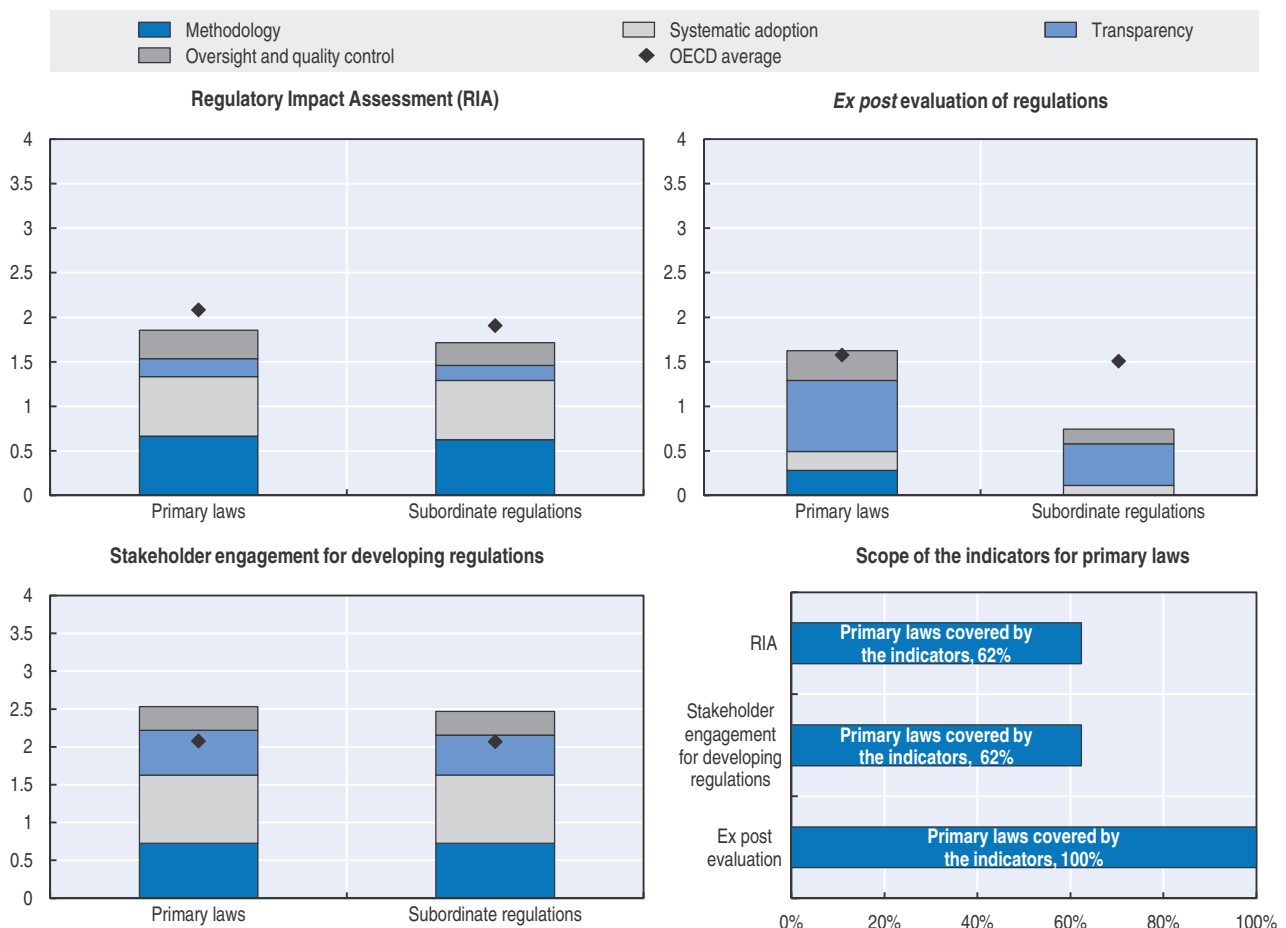 Methodology
Systematic adoption
Transparency
Oversight and quality control
OECD average
Regulatory Impact Assessment (RIA)
4
3.5
3
2.5
2
1.5
1
0.5
0
Primary laws
Subordinate regulations
Ex post evaluation of regulations
4
3.5
3
2.5
2
1.5
1
0.5
0
Primary laws
Subordinate regulations
Stakeholder engagement for developing regulations
4
3.5
3
2.5
2
1.5
1
0.5
0
Primary laws
Subordinate regulations
Scope of the indicators for primary laws
RIA
Primary laws covered by
the indicators, 62%
Stakeholder
engagement
for developing
regulations
Primary laws covered by
the indicators, 62%
Ex post
evaluation
Primary laws covered by
the indicators, 100%
0%
20%
40%
60%
80%
100%